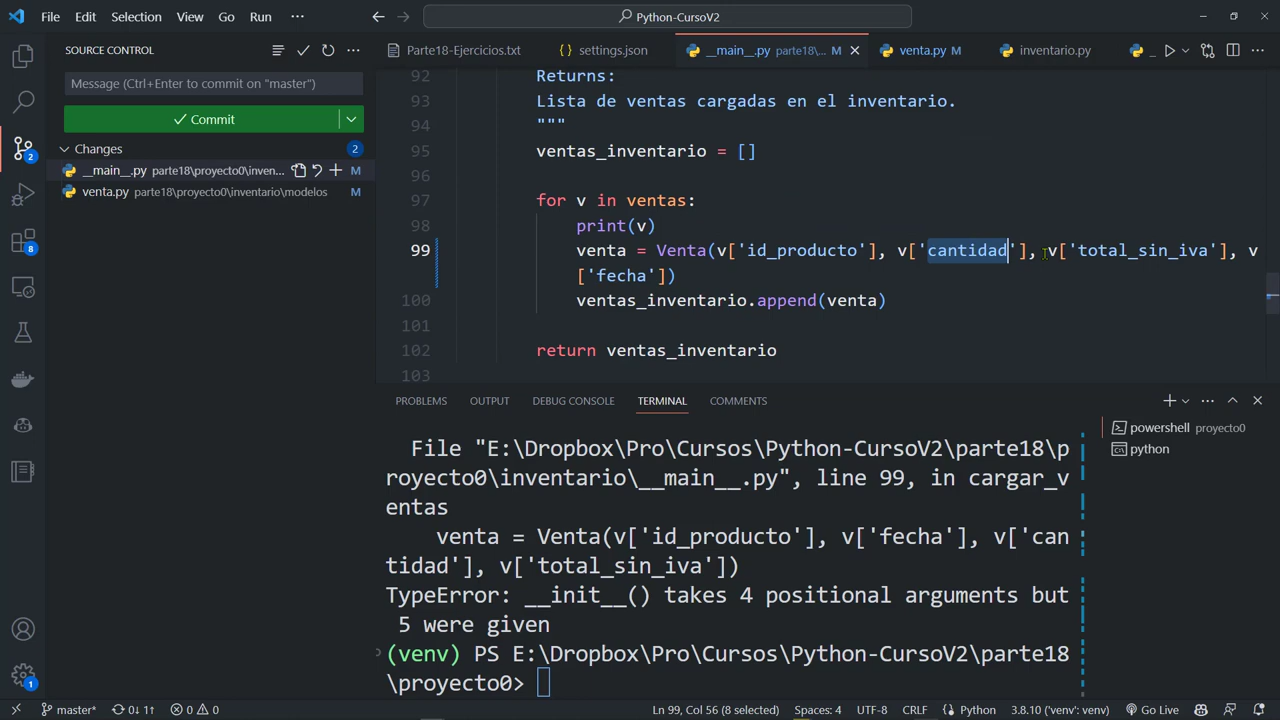 File Edit Selection View Go Run ··· Python-CursoV2
SOURCE CONTROL
Parte18-Ejercicios.txt settings.json __main__.py parte18\... M venta.py M inventario.py _
Message (Ctrl+Enter to commit on "master")
Commit
Changes 2
__main__.py parte18\proyecto0\inven... M
venta.py parte18\proyecto0\inventario\modelos M
92 Returns:
93 Lista de ventas cargadas en el inventario.
94 """
95 ventas_inventario = []
96
97 for v in ventas:
98 print(v)
99 venta = Venta(v['id_producto'], v['cantidad'], v['total_sin_iva'], v
['fecha'])
100 ventas_inventario.append(venta)
101
102 return ventas_inventario
103
2
1
PROBLEMS OUTPUT DEBUG CONSOLE TERMINAL COMMENTS
powershell proyecto0
python
File "E:\Dropbox\Pro\Cursos\Python-CursoV2\parte18\p
royecto0\inventario\__main__.py", line 99, in cargar_v
entas
venta = Venta(v['id_producto'], v['fecha'], v['can
tidad'], v['total_sin_iva'])
TypeError: __init__() takes 4 positional arguments but
5 were given
(venv) PS E:\Dropbox\Pro\Cursos\Python-CursoV2\parte18
\proyecto0>
master* 0↓ 1↑ 0 0 Ln 99, Col 56 (8 selected) Spaces: 4 UTF-8 CRLF Python 3.8.10 ('venv': venv) Go Live